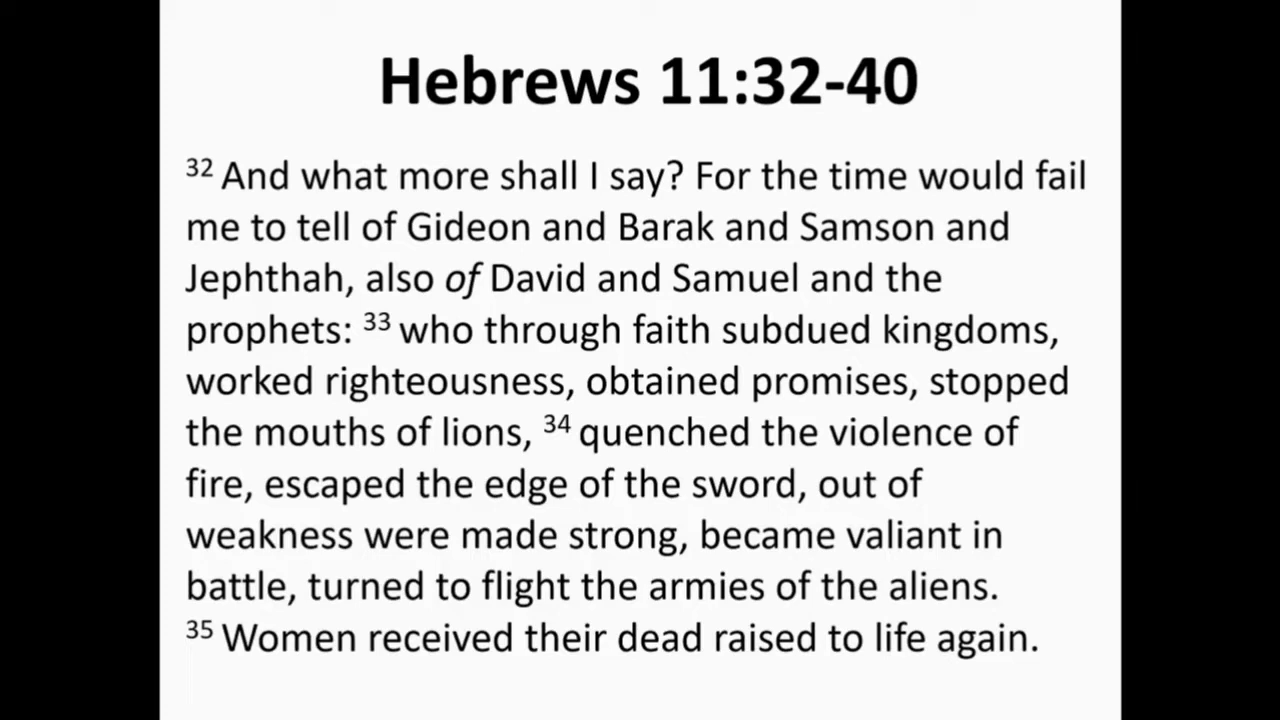 Hebrews 11:32-40
32 And what more shall I say? For the time would fail
me to tell of Gideon and Barak and Samson and
Jephthah, also of David and Samuel and the
prophets: 33 who through faith subdued kingdoms,
worked righteousness, obtained promises, stopped
the mouths of lions, 34 quenched the violence of
fire, escaped the edge of the sword, out of
weakness were made strong, became valiant in
battle, turned to flight the armies of the aliens.
35 Women received their dead raised to life again.